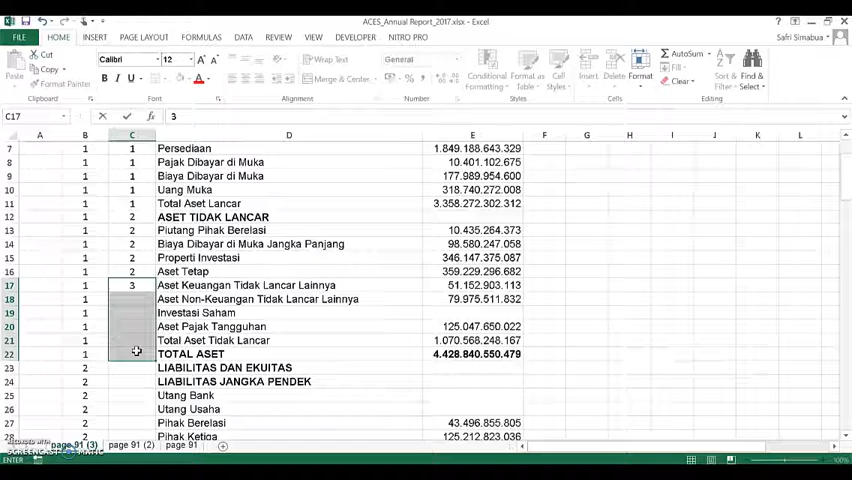 ACES_Annual Report_2017.xlsx - Excel
FILE HOME INSERT PAGE LAYOUT FORMULAS DATA REVIEW VIEW DEVELOPER NITRO PRO Safri Simabua
Paste Cut Copy Format Painter Clipboard
Calibri 12 B I U A Font
Wrap Text Merge & Center Alignment
General % Number
Conditional Formatting Format as Table Cell Styles Styles
Insert Delete Format Cells
AutoSum Fill Clear Sort & Filter Find & Select Editing
C17 fx 3
A B C D E F G H I J K L
7 1 1 Persediaan 1.849.188.643.329
8 1 1 Pajak Dibayar di Muka 10.401.102.675
9 1 1 Biaya Dibayar di Muka 177.989.954.600
10 1 1 Uang Muka 318.740.272.008
11 1 1 Total Aset Lancar 3.358.272.302.312
12 1 2 ASET TIDAK LANCAR
13 1 2 Piutang Pihak Berelasi 10.435.264.373
14 1 2 Biaya Dibayar di Muka Jangka Panjang 98.580.247.058
15 1 2 Properti Investasi 346.147.375.087
16 1 2 Aset Tetap 359.229.296.682
17 1 3 Aset Keuangan Tidak Lancar Lainnya 51.152.903.113
18 1 Aset Non-Keuangan Tidak Lancar Lainnya 79.975.511.832
19 1 Investasi Saham
20 1 Aset Pajak Tangguhan 125.047.650.022
21 1 Total Aset Tidak Lancar 1.070.568.248.167
22 1 TOTAL ASET 4.428.840.550.479
23 2 LIABILITAS DAN EKUITAS
24 2 LIABILITAS JANGKA PENDEK
25 2 Utang Bank
26 2 Utang Usaha
27 2 Pihak Berelasi 43.496.855.805
28 2 Pihak Ketiga 125.212.823.036
page 91 (3) page 91 (2) page 91
RECORDED WITH
SCREENCAST MATIC
ENTER 100%